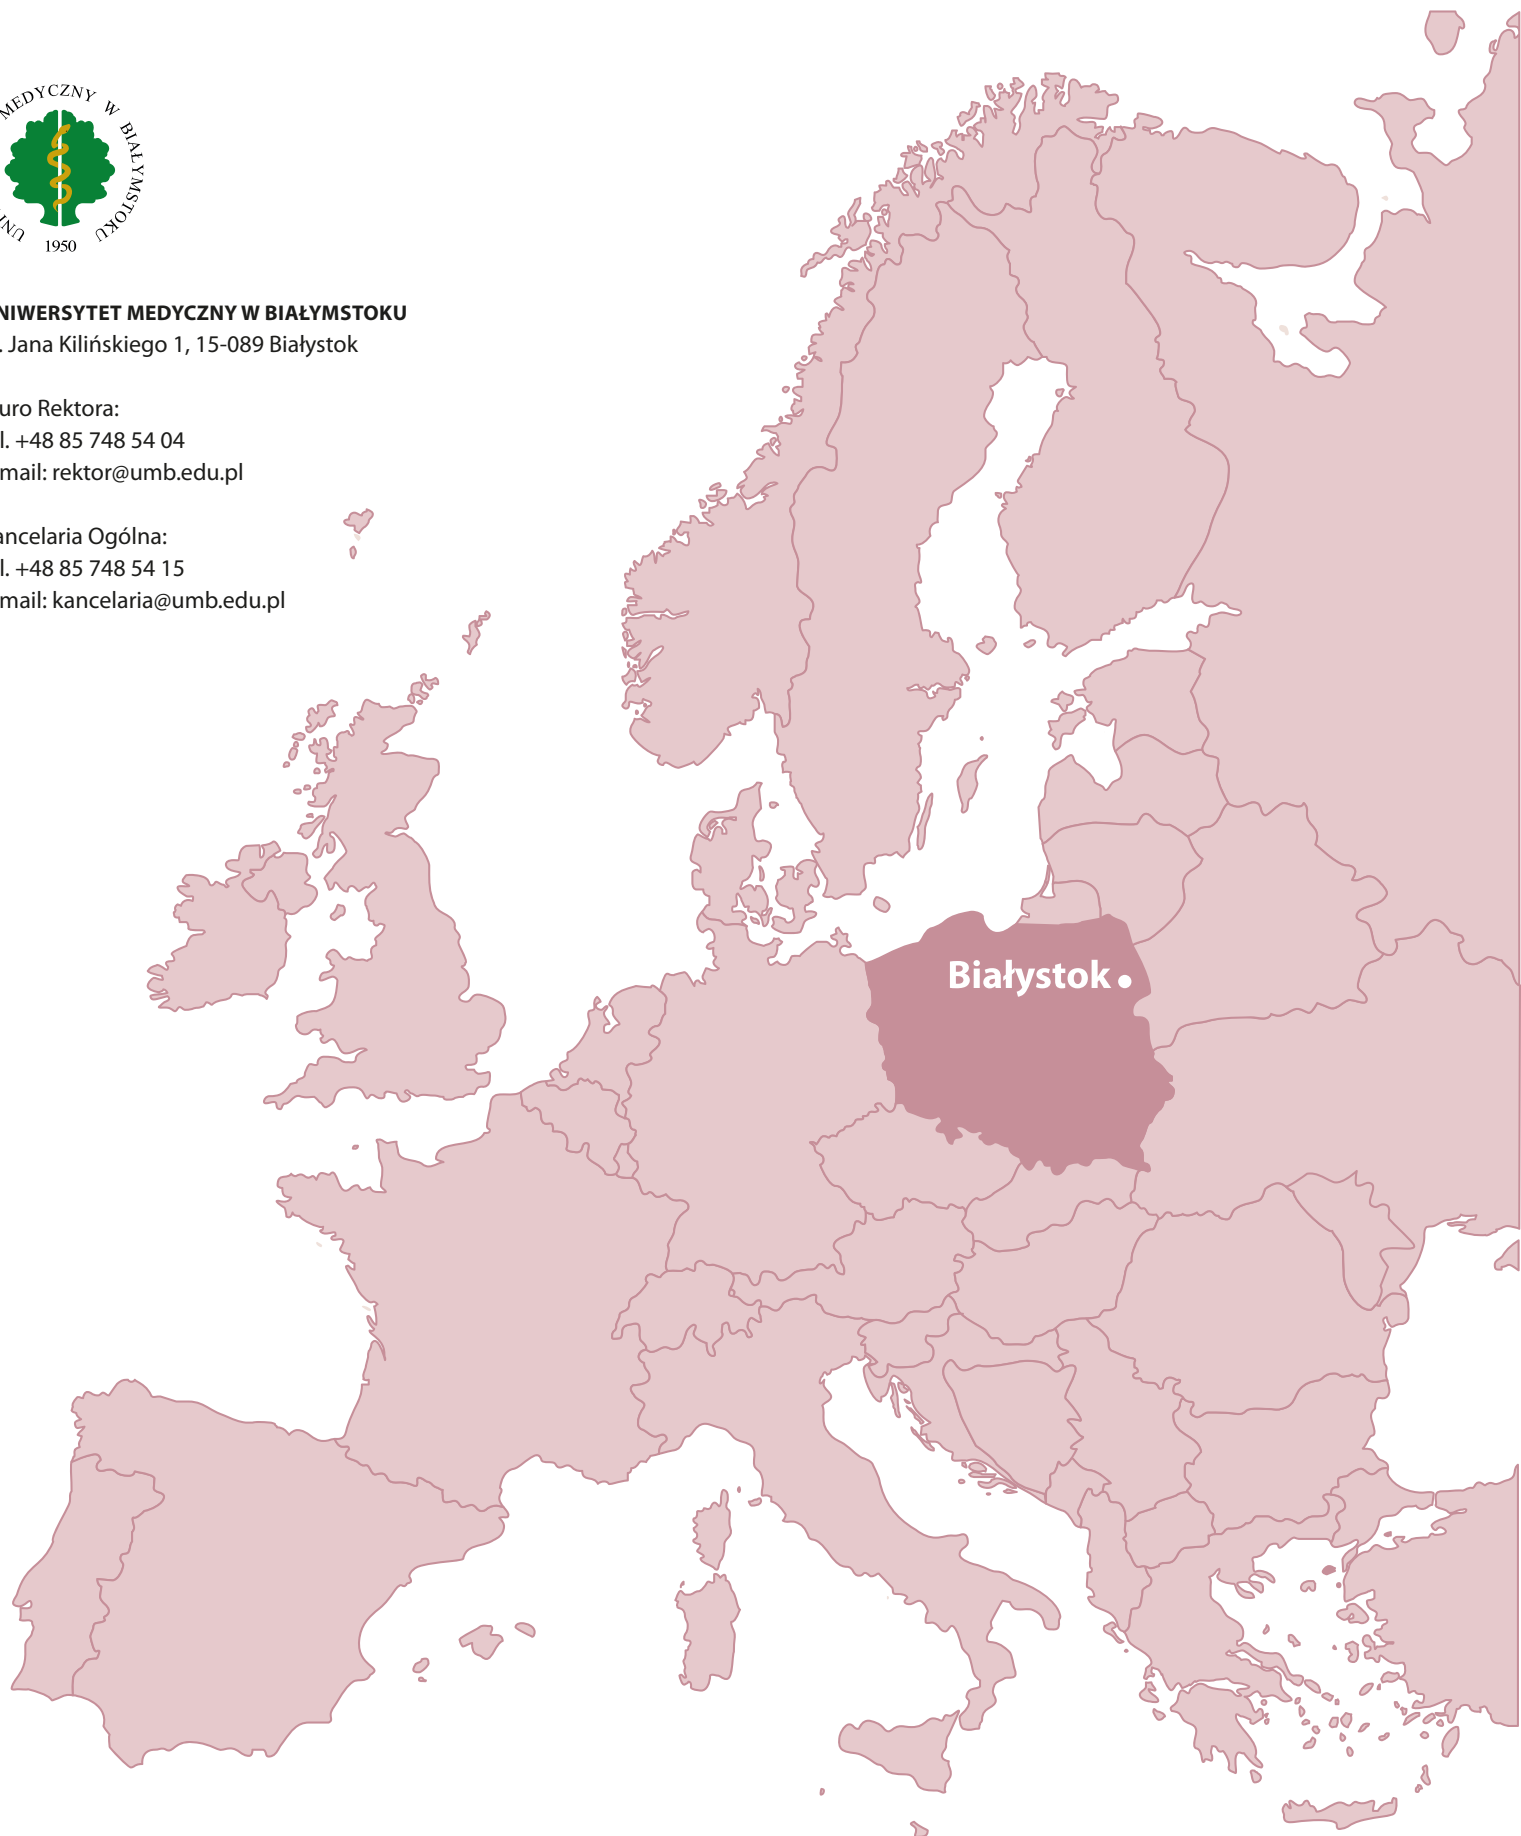 MEDYCZNY W BIAŁYMSTOKU
1950
NIWERSYTET MEDYCZNY W BIAŁYMSTOKU
. Jana Kilińskiego 1, 15-089 Białystok
uro Rektora:
l. +48 85 748 54 04
mail: rektor@umb.edu.pl
ancelaria Ogólna:
l. +48 85 748 54 15
mail: kancelaria@umb.edu.pl
Białystok